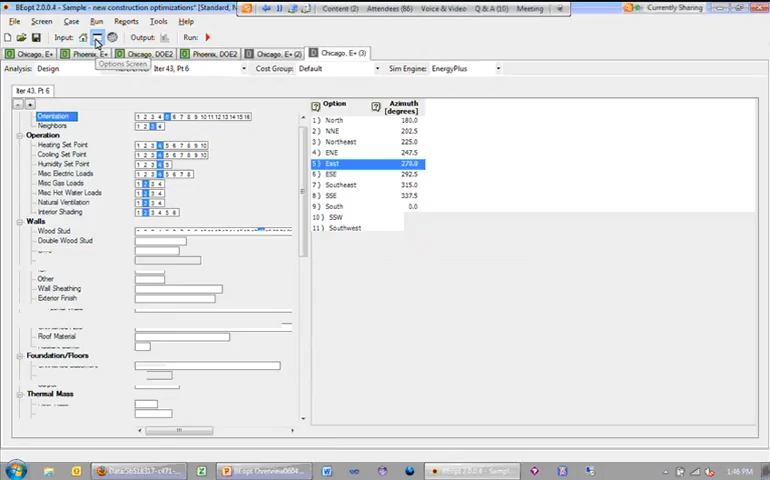 BEopt 2.0.0.4 - Sample - new construction.optimizations* [Standard, N
Content (2) Attendees (86) Voice & Video Q & A (10) Meeting
Currently Sharing
File Screen Case Run Reports Tools Help
Input: Output: Run:
Chicago, E+ Phoenix, E+ Chicago, DOE2 Phoenix, DOE2 Chicago, E+ (2) Chicago, E+ (3)
Options Screen
Analysis: Design Iter 43, Pt 6 Cost Group: Default Sim Engine: EnergyPlus
Iter 43, Pt 6
Orientation 1 2 3 4 5 6 7 8 9 10 11 12 13 14 15 16
Neighbors 1 2 3 4
Operation
Heating Set Point 1 2 3 4 5 6 7 8 9 10
Cooling Set Point 1 2 3 4 5 6 7 8 9 10
Humidity Set Point 1 2 3 4 5
Misc Electric Loads 1 2 3 4 5 6 7 8
Misc Gas Loads 1 2 3 4
Misc Hot Water Loads 1 2 3 4
Natural Ventilation 1 2 3 4
Interior Shading 1 2 3 4 5 6
Walls
Wood Stud
Double Wood Stud
Other
Wall Sheathing
Exterior Finish
Roof Material
Foundation/Floors
Thermal Mass
Option Azimuth
[degrees]
1 ) North 180.0
2 ) NNE 202.5
3 ) Northeast 225.0
4 ) ENE 247.5
5 ) East 270.0
6 ) ESE 292.5
7 ) Southeast 315.0
8 ) SSE 337.5
9 ) South 0.0
10 ) SSW
11 ) Southwest
BEopt Overview0604...
BEopt 2.0.0.4 - Sampl...
1:46 PM